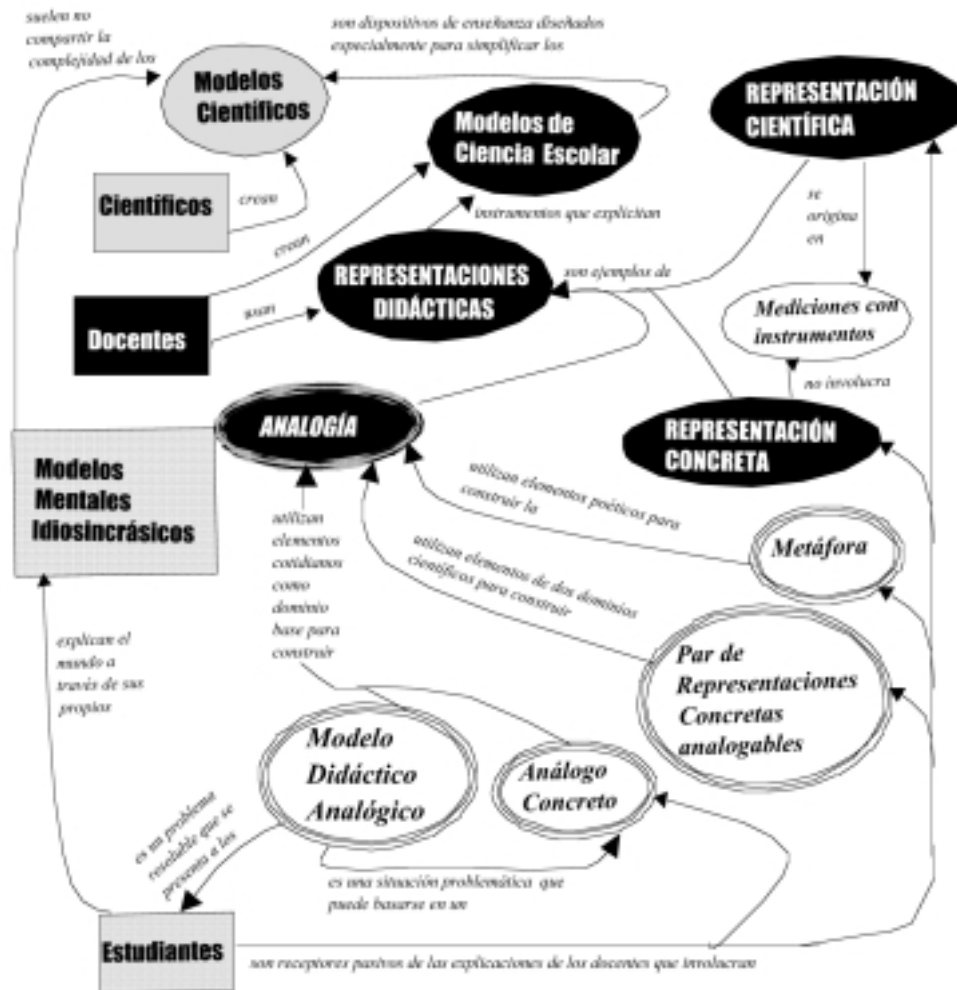 suelen no
compartir la
complejidad de los
son dispositivos de enseñanza diseñados
especialmente para simplificar los
Modelos
Científicos
Modelos de
Ciencia Escolar
REPRESENTACIÓN
CIENTÍFICA
Científicos
crean
crean
instrumentos que explicitan
se
origina
en
REPRESENTACIONES
DIDÁCTICAS
son ejemplos de
Docentes
usan
Mediciones con
instrumentos
no involucra
ANALOGÍA
REPRESENTACIÓN
CONCRETA
Modelos
Mentales
Idiosincrásicos
utilizan
elementos
cotidianos
como
dominio
base para
construir
utilizan elementos poéticos para
construir la
utilizan elementos de dos dominios
científicos para construir
Metáfora
explican el
mundo a
través de sus
propios
Par de
Representaciones
Concretas
analogables
Modelo
Didáctico
Analógico
Análogo
Concreto
es un problema
resoluble que se
presenta a los
es una situación problemática que
puede basarse en un
Estudiantes
son receptores pasivos de las explicaciones de los docentes que involucran